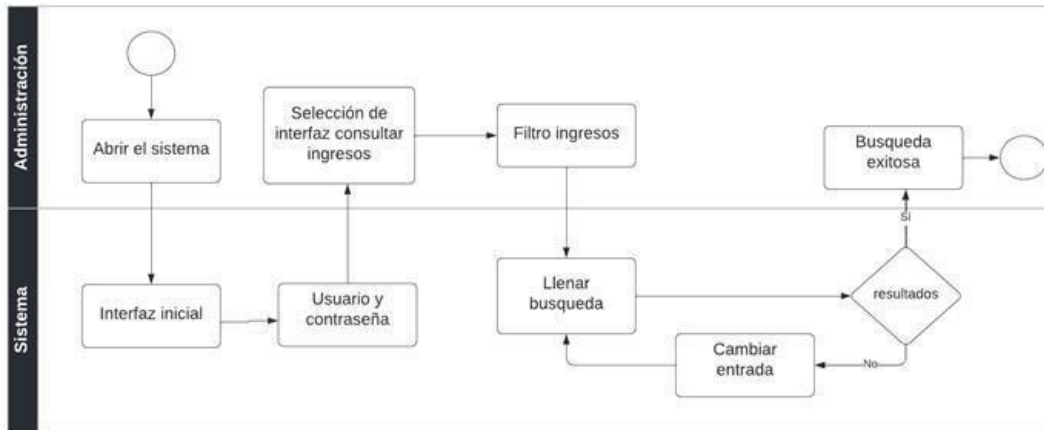 Administración
Abrir el sistema
Selección de
interfaz consultar
ingresos
Filtro ingresos
Busqueda
exitosa
Sistema
Interfaz inicial
Usuario y
contraseña
Llenar
busqueda
Si
resultados
Cambiar
entrada
No